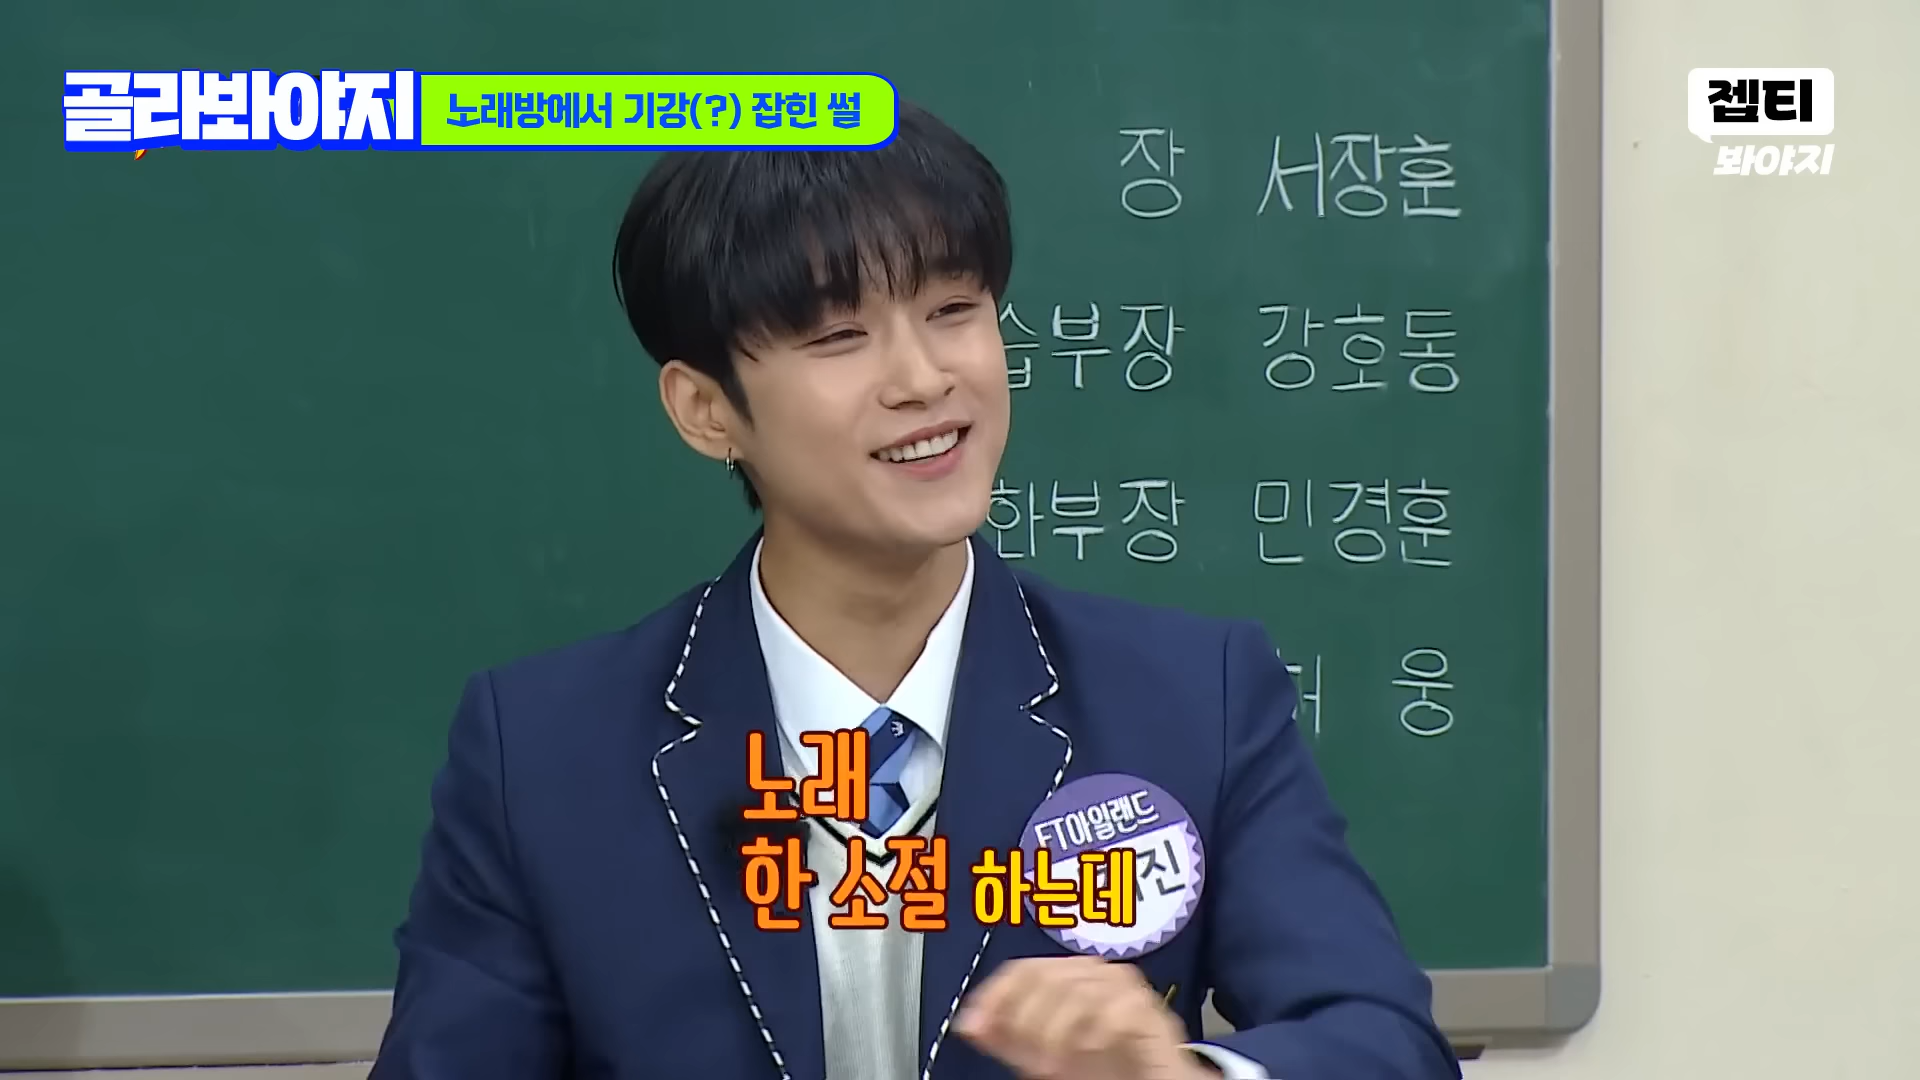 골라봐야지 노래방에서 기강(?) 잡힌 썰
젭티
봐야지
장 서장훈
습부장 강호동
화부장 민경훈
웅
FT아일랜드
진
노래
한 소절 하는데